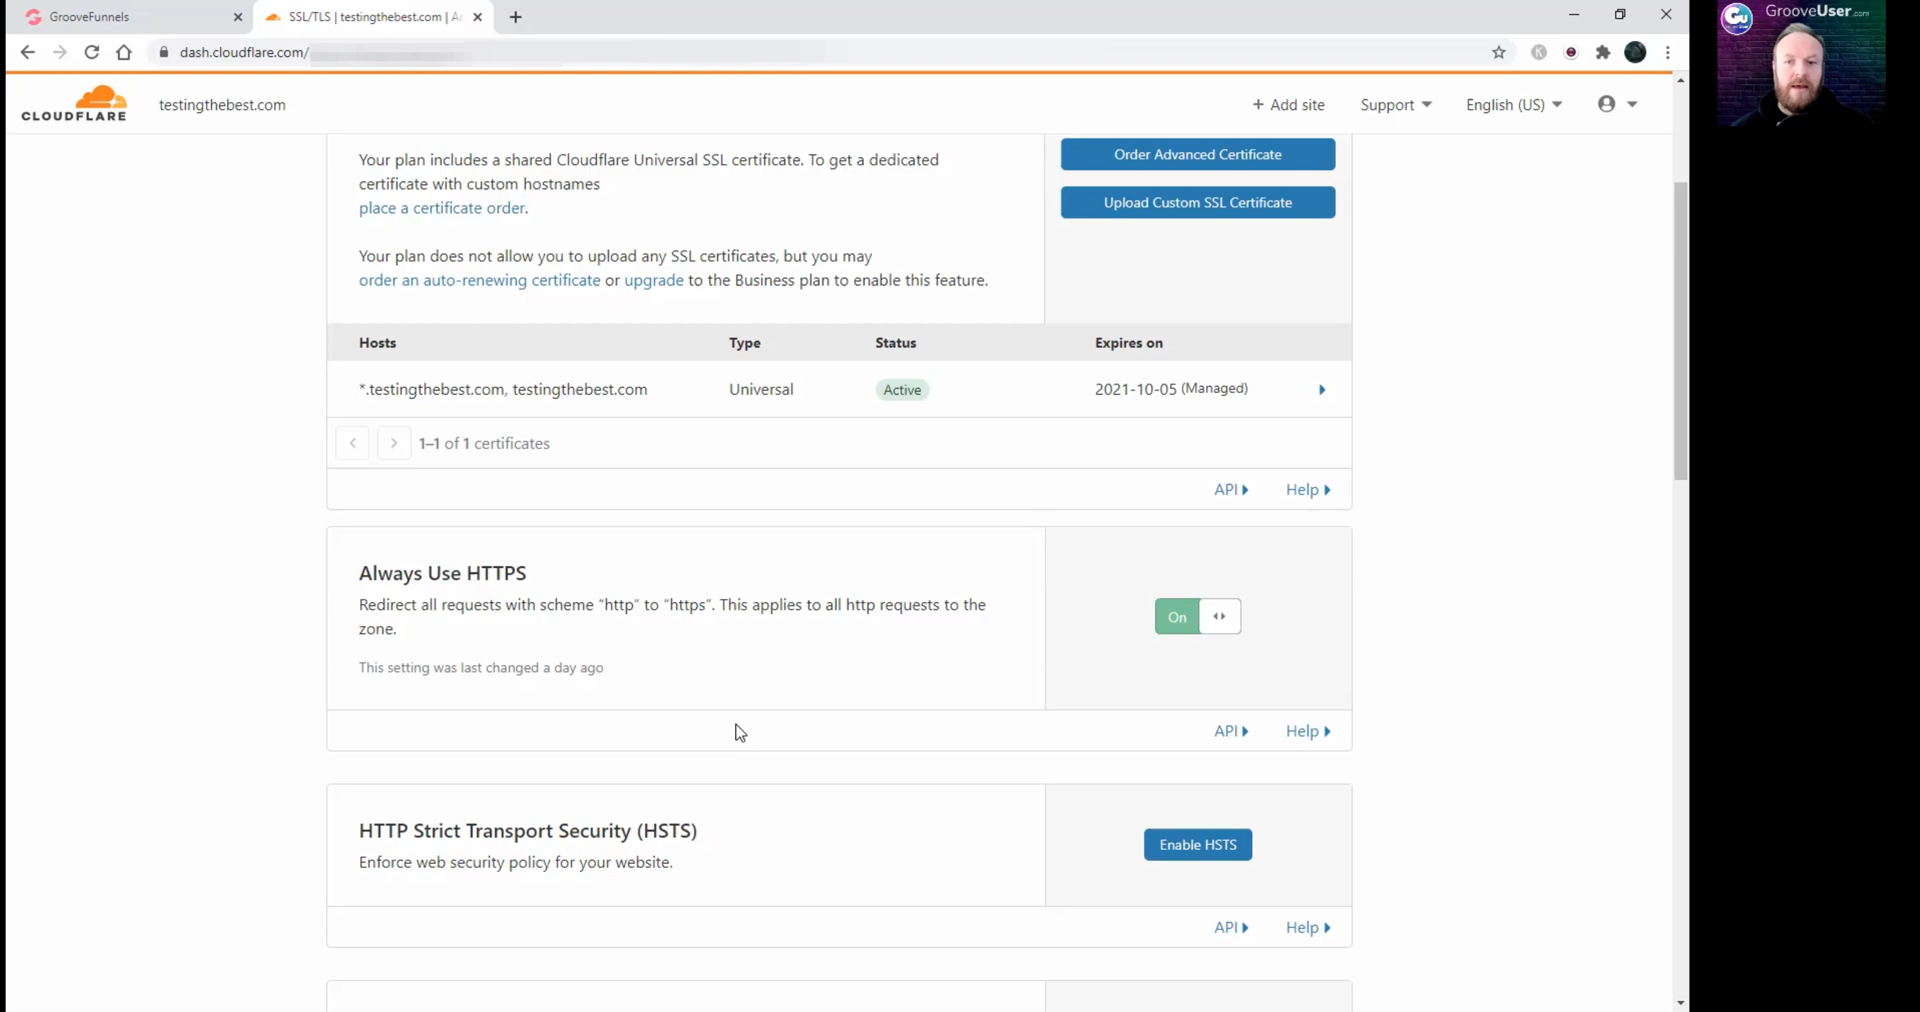 GrooveFunnels
SSL/TLS | testingthebest.com | A
dash.cloudflare.com/
GrooveUser.com
Gu
CLOUDFLARE
testingthebest.com
+ Add site
Support
English (US)
Your plan includes a shared Cloudflare Universal SSL certificate. To get a dedicated
certificate with custom hostnames
place a certificate order.
Order Advanced Certificate
Upload Custom SSL Certificate
Your plan does not allow you to upload any SSL certificates, but you may
order an auto-renewing certificate or upgrade to the Business plan to enable this feature.
Hosts Type Status Expires on
*.testingthebest.com, testingthebest.com Universal Active 2021-10-05 (Managed)
1–1 of 1 certificates
API Help
Always Use HTTPS
Redirect all requests with scheme “http” to “https”. This applies to all http requests to the
zone.
On
This setting was last changed a day ago
API Help
HTTP Strict Transport Security (HSTS)
Enforce web security policy for your website.
Enable HSTS
API Help